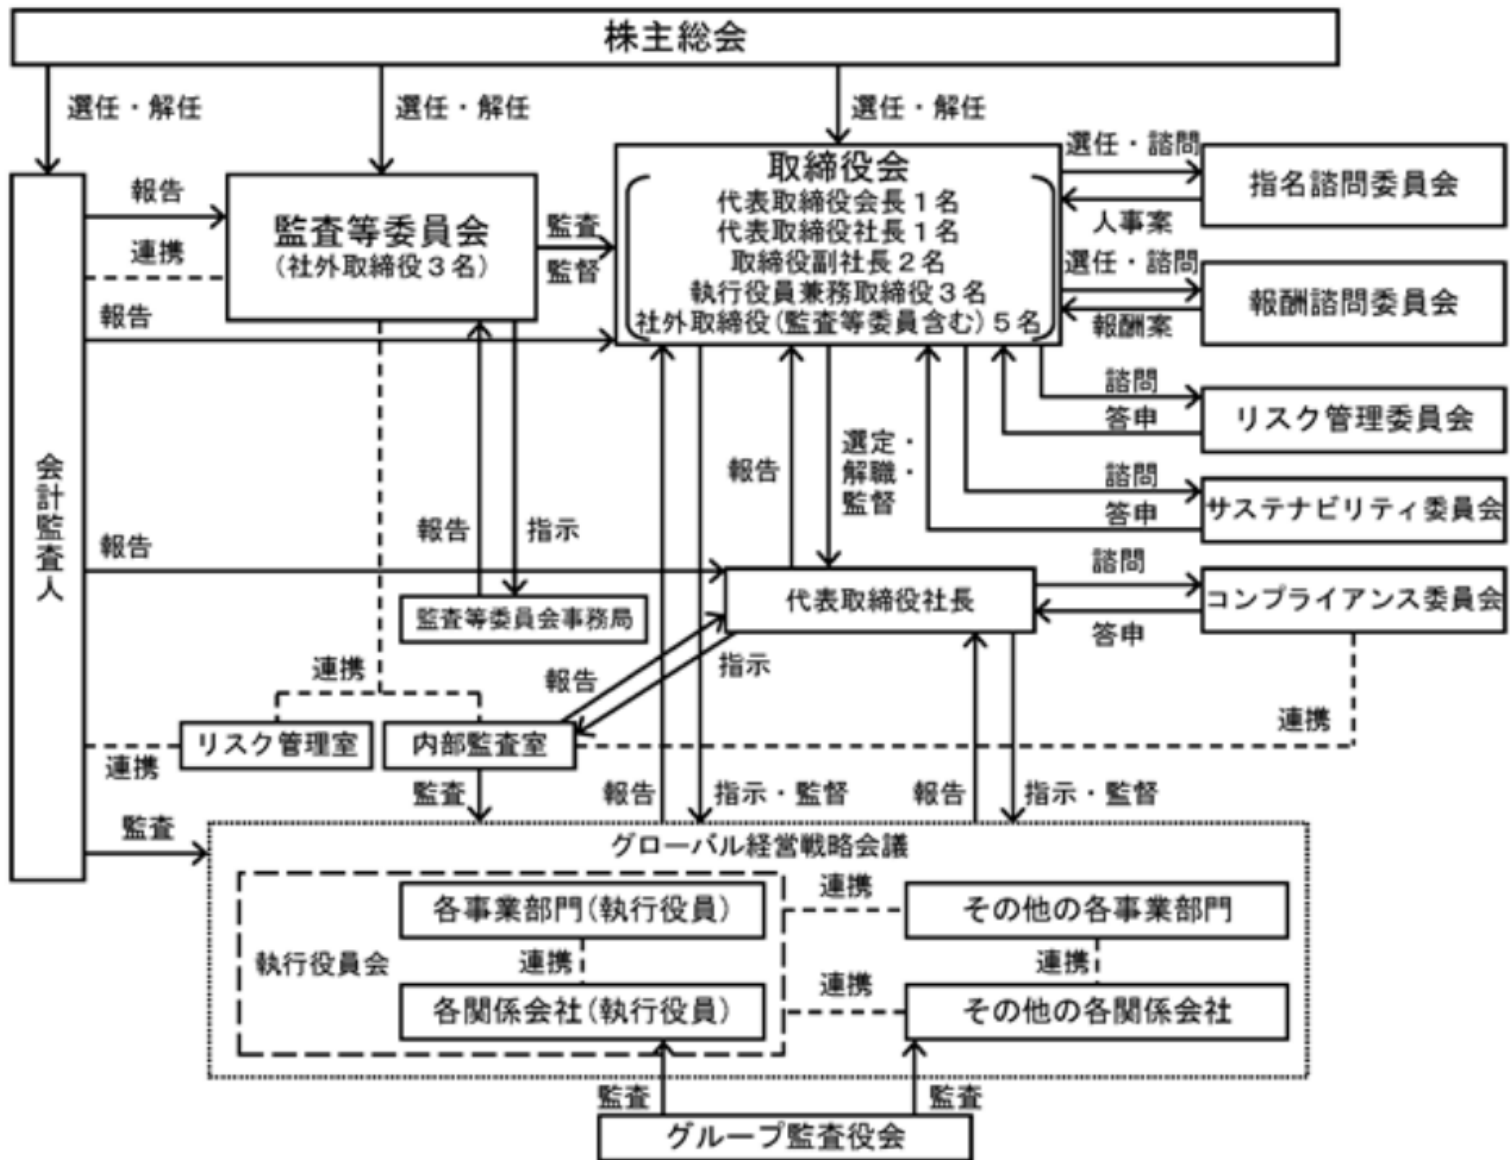 株主総会
選任・解任
選任・解任
選任・解任
取締役会
代表取締役会長1名
代表取締役社長1名
取締役副社長2名
執行役員兼務取締役3名
社外取締役(監査等委員含む)5名
選任・諮問
人事案
指名諮問委員会
選任・諮問
報酬案
報酬諮問委員会
報告
連携
報告
監査等委員会
(社外取締役3名)
監査
監督
諮問
答申
リスク管理委員会
諮問
答申
サステナビリティ委員会
会計監査人
報告
報告
指示
報告
選定・
解職・
監督
代表取締役社長
諮問
答申
コンプライアンス委員会
監査等委員会事務局
連携
報告
指示
連携
リスク管理室
内部監査室
連携
監査
監査
報告
指示・監督
報告
指示・監督
グローバル経営戦略会議
執行役員会
各事業部門(執行役員)
連携
その他の各事業部門
連携
連携
各関係会社(執行役員)
連携
その他の各関係会社
監査
監査
グループ監査役会